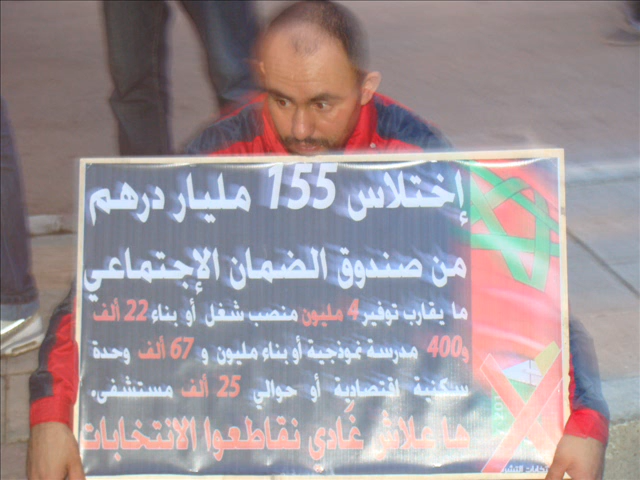 إختلاس 155 مليار درهم
من صندوق الضمان الإجتماعي
ما يقارب توفير 4 مليون منصب شغل أو بناء 22 ألف
و400 مدرسة نموذجية أو بناء مليون و 67 ألف وحدة
سكنية اقتصادية أو حوالي 25 ألف مستشفى.
ها علاش غادي نقاطعوا الانتخابات